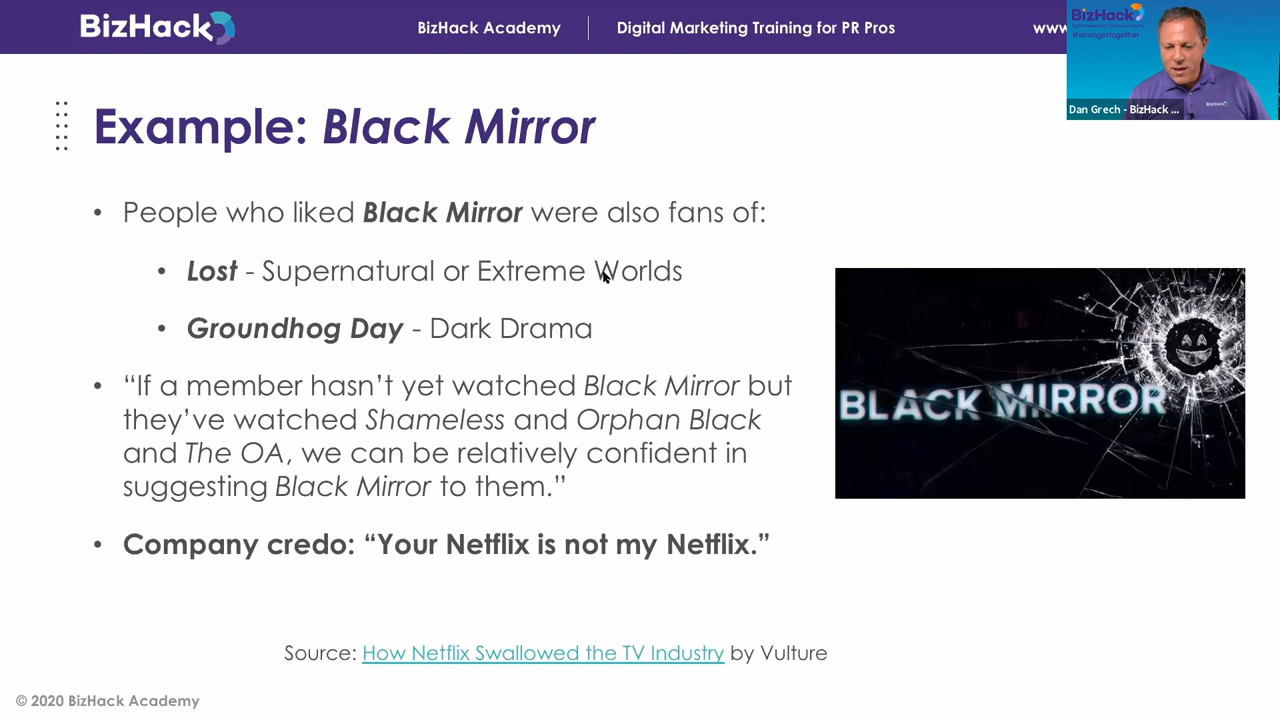 BizHack
BizHack Academy
Digital Marketing Training for PR Pros
www
BizHack
#strongertogether
Dan Grech - BizHack ...
Example: Black Mirror
• People who liked Black Mirror were also fans of:
• Lost - Supernatural or Extreme Worlds
• Groundhog Day - Dark Drama
• “If a member hasn’t yet watched Black Mirror but
they’ve watched Shameless and Orphan Black
and The OA, we can be relatively confident in
suggesting Black Mirror to them.”
• Company credo: “Your Netflix is not my Netflix.”
BLACK MIRROR
Source: How Netflix Swallowed the TV Industry by Vulture
© 2020 BizHack Academy